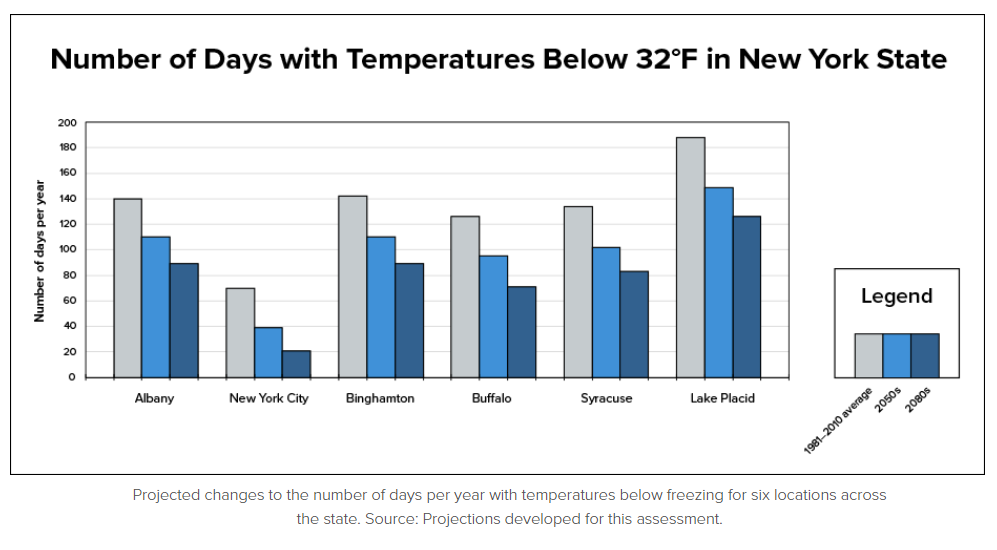 Number of Days with Temperatures Below 32°F in New York State
Number of days per year
200
180
160
140
120
100
80
60
40
20
0
Albany
New York City
Binghamton
Buffalo
Syracuse
Lake Placid
Legend
1981–2010 average
2050s
2080s
Projected changes to the number of days per year with temperatures below freezing for six locations across
the state. Source: Projections developed for this assessment.